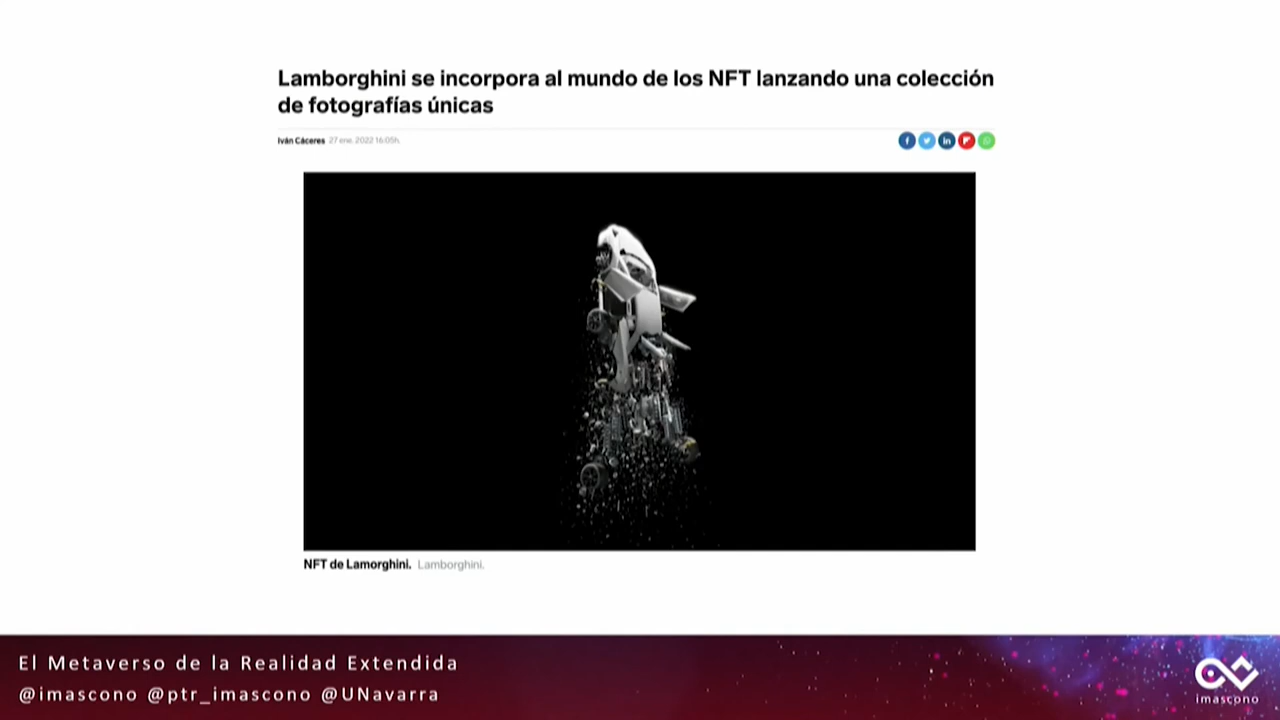 Lamborghini se incorpora al mundo de los NFT lanzando una colección
de fotografías únicas
Iván Cáceres 27 ene. 2022 16:05h.
NFT de Lamorghini. Lamborghini.
El Metaverso de la Realidad Extendida
@imascono @ptr_imascono @UNavarra
imascono